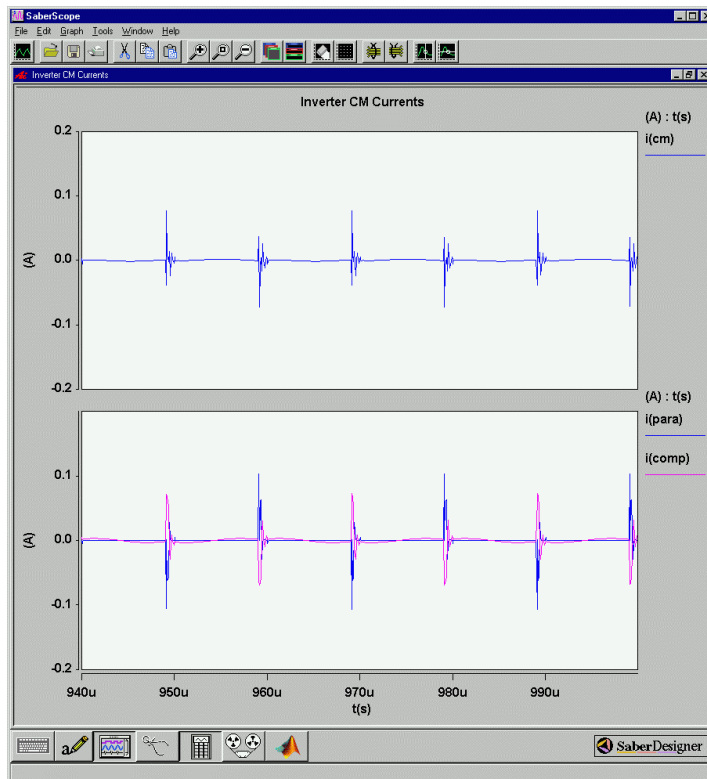 SaberScope
File Edit Graph Tools Window Help
Inverter CM Currents
Inverter CM Currents
(A) : t(s)
i(cm)
0.2
0.1
0.0
-0.1
-0.2
(A)
(A) : t(s)
i(para)
i(comp)
0.1
0.0
-0.1
-0.2
(A)
940u 950u 960u 970u 980u 990u
t(s)
a
SaberDesigner